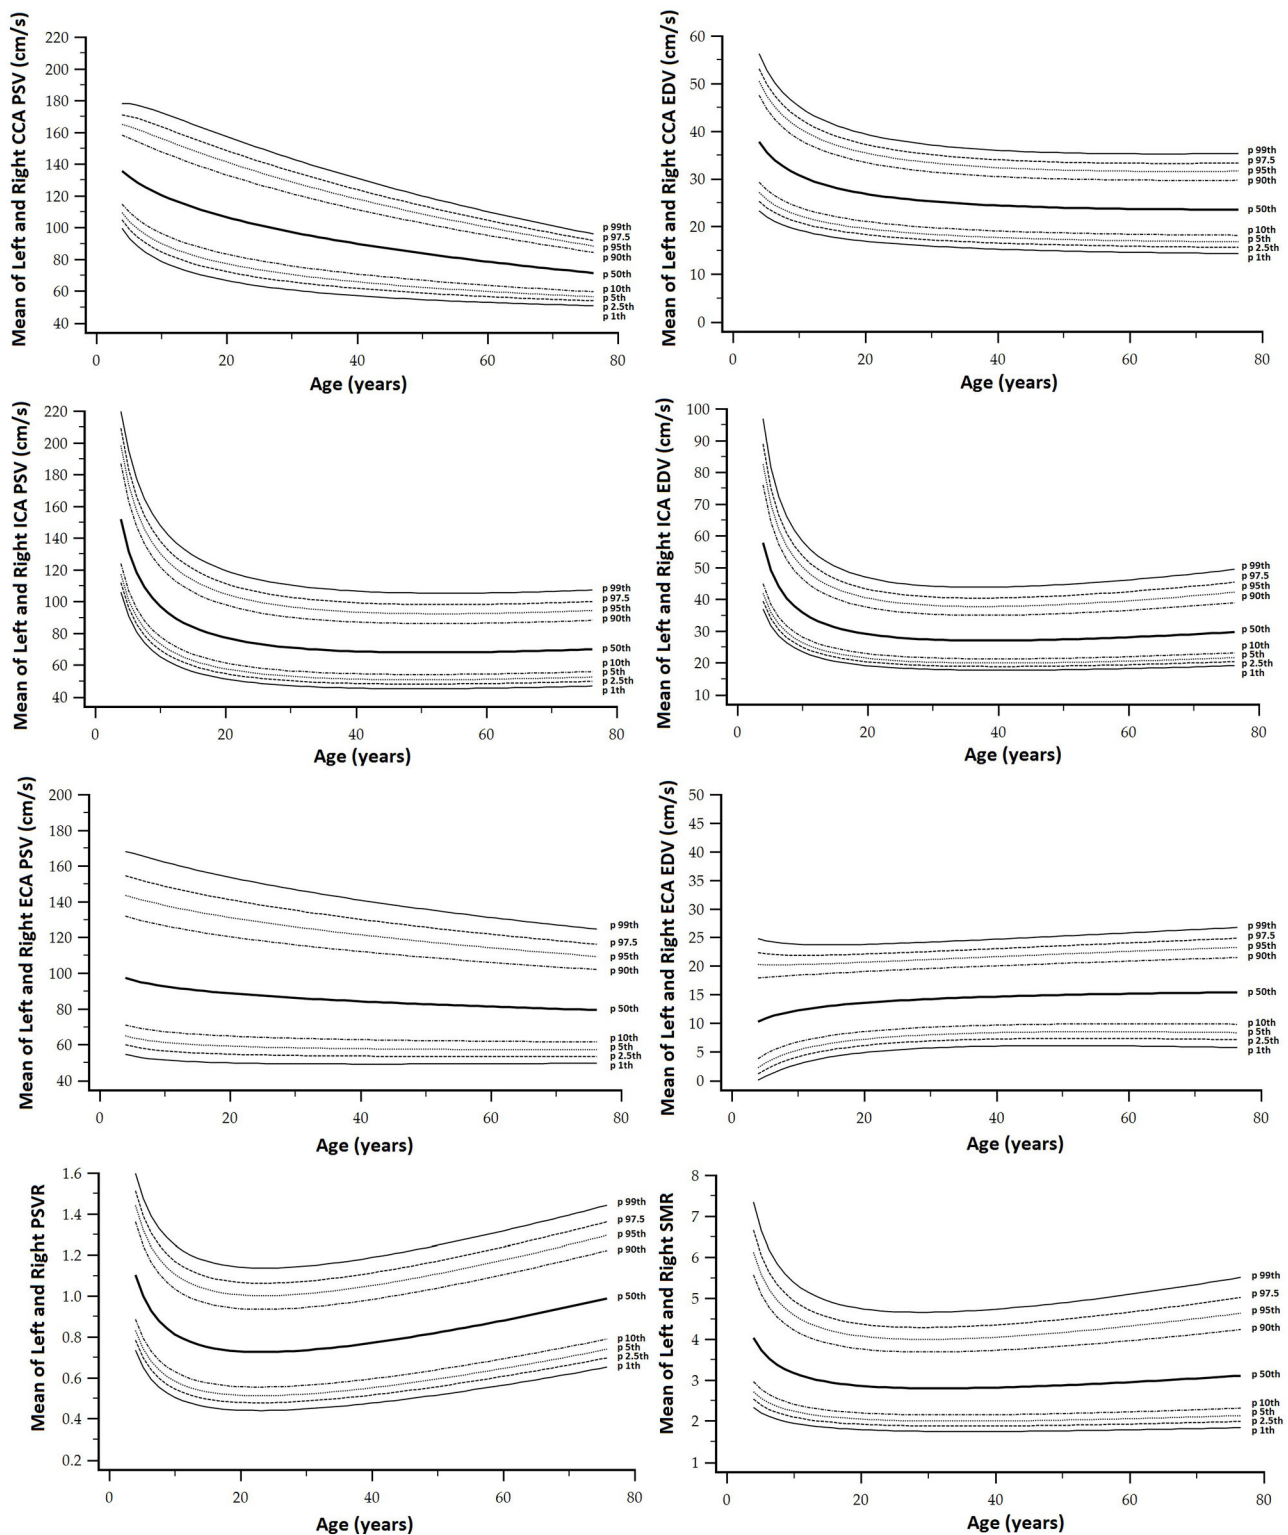 Mean of Left and Right CCA PSV (cm/s)
220
200
180
160
140
120
100
80
60
40
p 99th
p 97.5
p 95th
p 90th
p 50th
p 10th
p 5th
p 2.5th
p 1th
0 20 40 60 80
Age (years)
Mean of Left and Right CCA EDV (cm/s)
60
50
40
30
20
10
0
p 99th
p 97.5
p 95th
p 90th
p 50th
p 10th
p 5th
p 2.5th
p 1th
0 20 40 60 80
Age (years)
Mean of Left and Right ICA PSV (cm/s)
220
200
180
160
140
120
100
80
60
40
p 99th
p 97.5
p 95th
p 90th
p 50th
p 10th
p 5th
p 2.5th
p 1th
0 20 40 60 80
Age (years)
Mean of Left and Right ICA EDV (cm/s)
100
90
80
70
60
50
40
30
20
10
p 99th
p 97.5
p 95th
p 90th
p 50th
p 10th
p 5th
p 2.5th
p 1th
0 20 40 60 80
Age (years)
Mean of Left and Right ECA PSV (cm/s)
200
180
160
140
120
100
80
60
40
p 99th
p 97.5
p 95th
p 90th
p 50th
p 10th
p 5th
p 2.5th
p 1th
0 20 40 60 80
Age (years)
Mean of Left and Right ECA EDV (cm/s)
50
45
40
35
30
25
20
15
10
5
0
p 99th
p 97.5
p 95th
p 90th
p 50th
p 10th
p 5th
p 2.5th
p 1th
0 20 40 60 80
Age (years)
Mean of Left and Right PSVR
1.6
1.4
1.2
1.0
0.8
0.6
0.4
0.2
p 99th
p 97.5
p 95th
p 90th
p 50th
p 10th
p 5th
p 2.5th
p 1th
0 20 40 60 80
Age (years)
Mean of Left and Right SMR
8
7
6
5
4
3
2
1
p 99th
p 97.5
p 95th
p 90th
p 50th
p 10th
p 5th
p 2.5th
p 1th
0 20 40 60 80
Age (years)